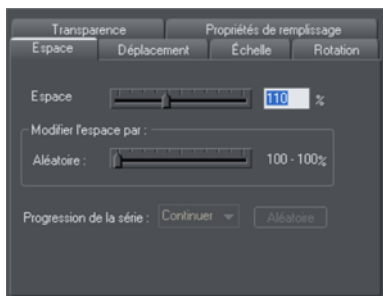 Transparence Propriétés de remplissage
Espace Déplacement Échelle Rotation
Espace 110 %
Modifier l'espace par :
Aléatoire : 100 - 100%
Progression de la série : Continuer Aléatoire